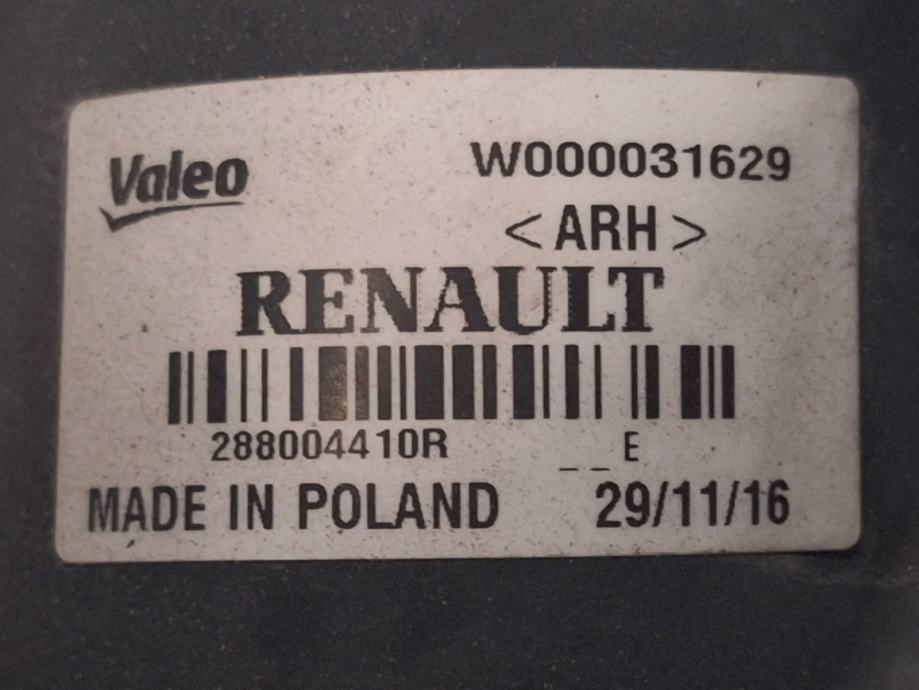 Valeo W000031629
<ARH>
RENAULT
288004410R _ _ E
MADE IN POLAND 29/11/16